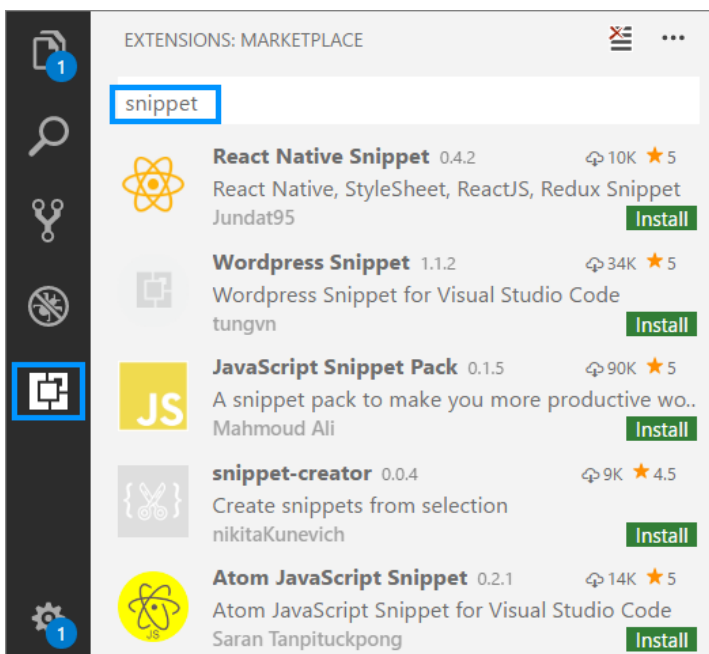 1
EXTENSIONS: MARKETPLACE
snippet
React Native Snippet 0.4.2 10K 5
React Native, StyleSheet, ReactJS, Redux Snippet
Jundat95 Install
Wordpress Snippet 1.1.2 34K 5
Wordpress Snippet for Visual Studio Code
tungvn Install
JavaScript Snippet Pack 0.1.5 90K 5
JS
A snippet pack to make you more productive wo..
Mahmoud Ali Install
snippet-creator 0.0.4 9K 4.5
Create snippets from selection
nikitaKunevich Install
Atom JavaScript Snippet 0.2.1 14K 5
Atom JavaScript Snippet for Visual Studio Code
JS
Saran Tanpituckpong Install
1